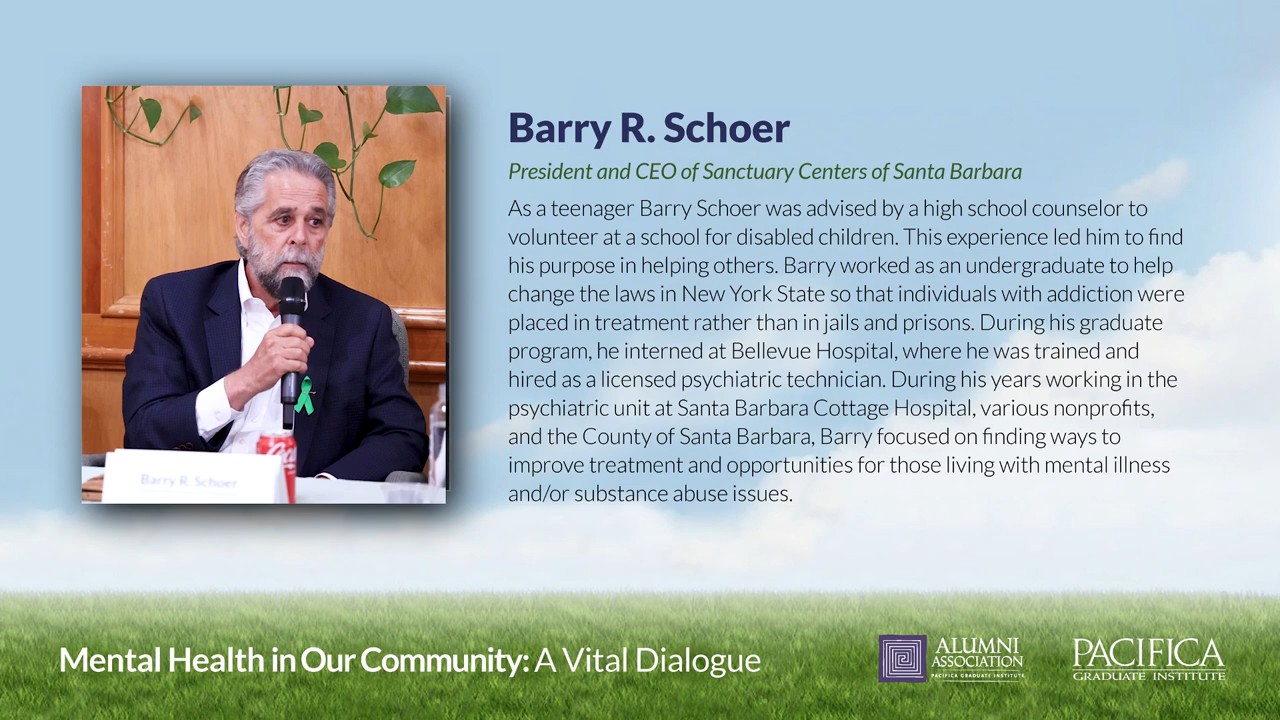 Barry R. Schoer
President and CEO of Sanctuary Centers of Santa Barbara
As a teenager Barry Schoer was advised by a high school counselor to
volunteer at a school for disabled children. This experience led him to find
his purpose in helping others. Barry worked as an undergraduate to help
change the laws in New York State so that individuals with addiction were
placed in treatment rather than in jails and prisons. During his graduate
program, he interned at Bellevue Hospital, where he was trained and
hired as a licensed psychiatric technician. During his years working in the
psychiatric unit at Santa Barbara Cottage Hospital, various nonprofits,
and the County of Santa Barbara, Barry focused on finding ways to
improve treatment and opportunities for those living with mental illness
and/or substance abuse issues.
Barry R. Schoer
Mental Health in Our Community: A Vital Dialogue
ALUMNI
ASSOCIATION
PACIFICA GRADUATE INSTITUTE
PACIFICA
GRADUATE INSTITUTE